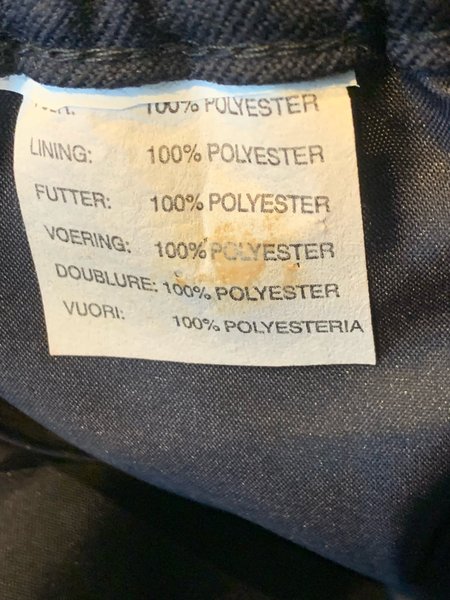 100% POLYESTER
LINING: 100% POLYESTER
FUTTER: 100% POLYESTER
VOERING: 100% POLYESTER
DOUBLURE: 100% POLYESTER
VUORI: 100% POLYESTERIA